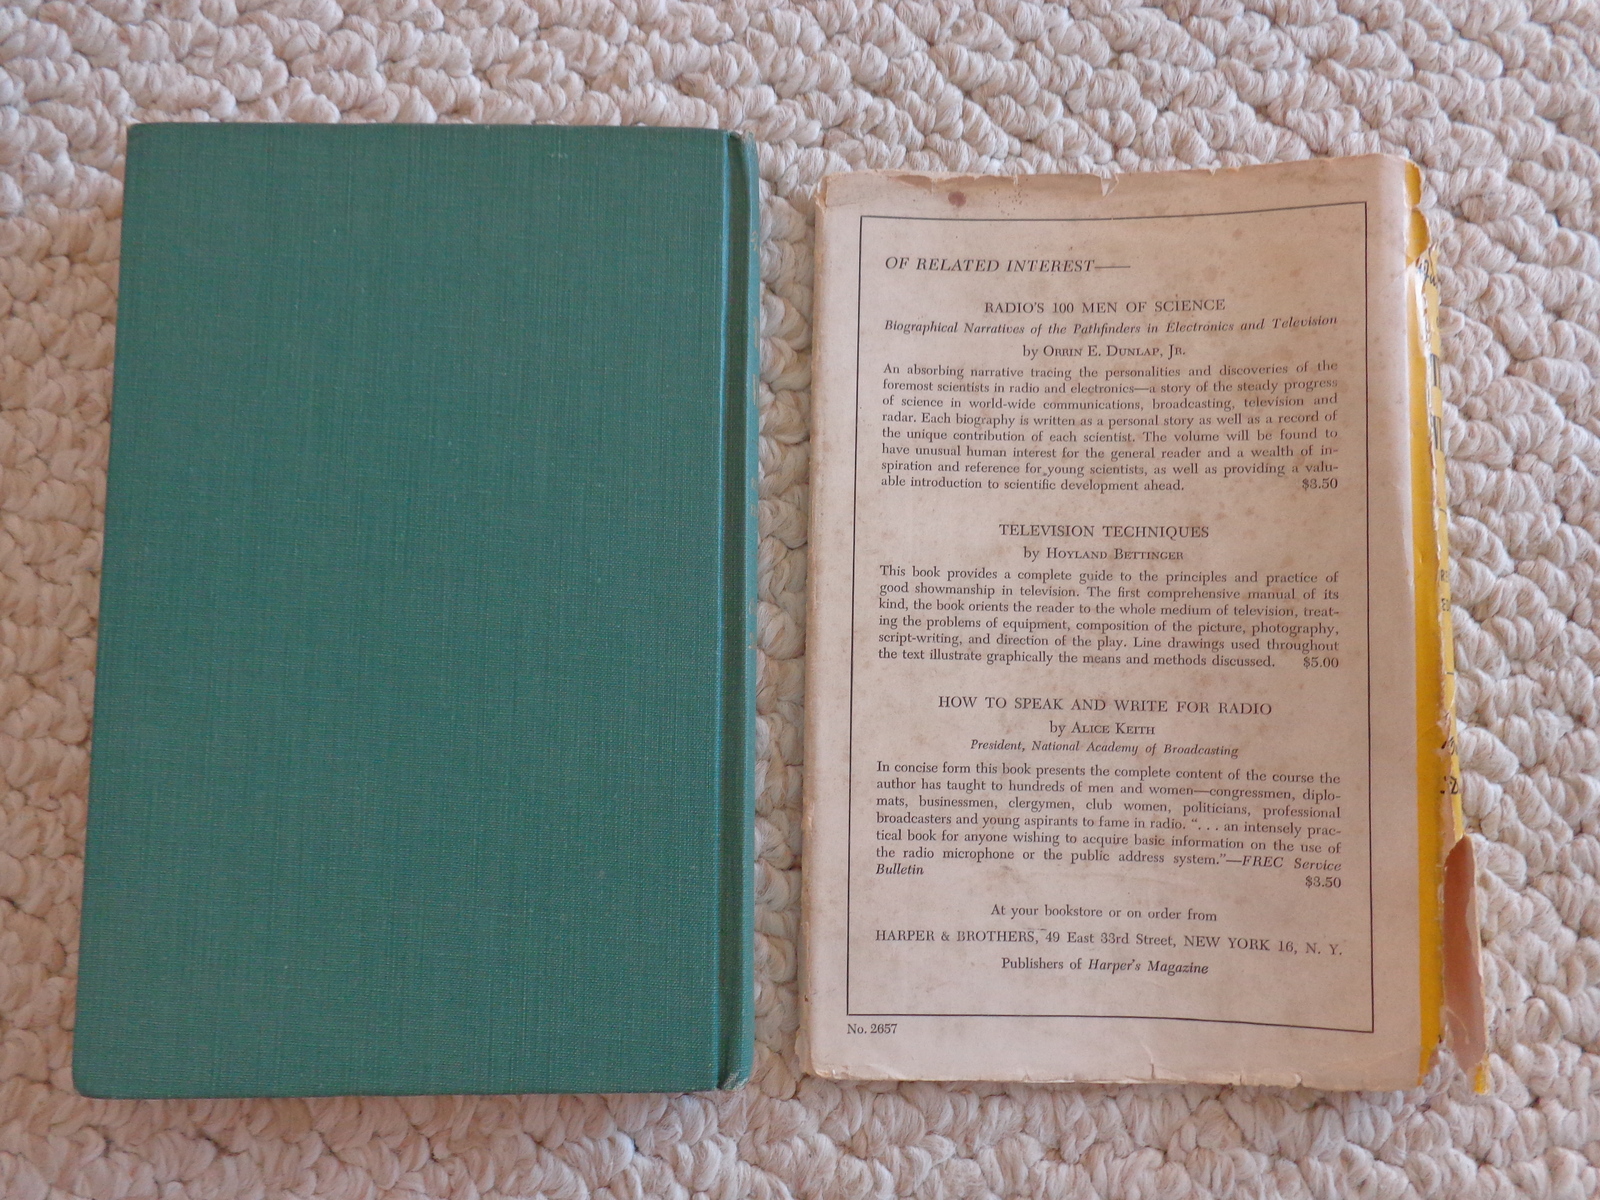 OF RELATED INTEREST——
RADIO'S 100 MEN OF SCIENCE
Biographical Narratives of the Pathfinders in Electronics and Television
by ORRIN E. DUNLAP, JR.
An absorbing narrative tracing the personalities and discoveries of the
foremost scientists in radio and electronics—a story of the steady progress
of science in world-wide communications, broadcasting, television and
radar. Each biography is written as a personal story as well as a record of
the unique contribution of each scientist. The volume will be found to
have unusual human interest for the general reader and a wealth of in-
spiration and reference for young scientists, as well as providing a valu-
able introduction to scientific development ahead. $3.50
TELEVISION TECHNIQUES
by HOYLAND BETTINGER
This book provides a complete guide to the principles and practice of
good showmanship in television. The first comprehensive manual of its
kind, the book orients the reader to the whole medium of television, treat-
ing the problems of equipment, composition of the picture, photography,
script-writing, and direction of the play. Line drawings used throughout
the text illustrate graphically the means and methods discussed. $5.00
HOW TO SPEAK AND WRITE FOR RADIO
by ALICE KEITH
President, National Academy of Broadcasting
In concise form this book presents the complete content of the course the
author has taught to hundreds of men and women—congressmen, diplo-
mats, businessmen, clergymen, club women, politicians, professional
broadcasters and young aspirants to fame in radio. ". . . an intensely prac-
tical book for anyone wishing to acquire basic information on the use of
the radio microphone or the public address system."—FREC Service
Bulletin $3.50
At your bookstore or on order from
HARPER & BROTHERS, 49 East 33rd Street, NEW YORK 16, N. Y.
Publishers of Harper's Magazine
No. 2657